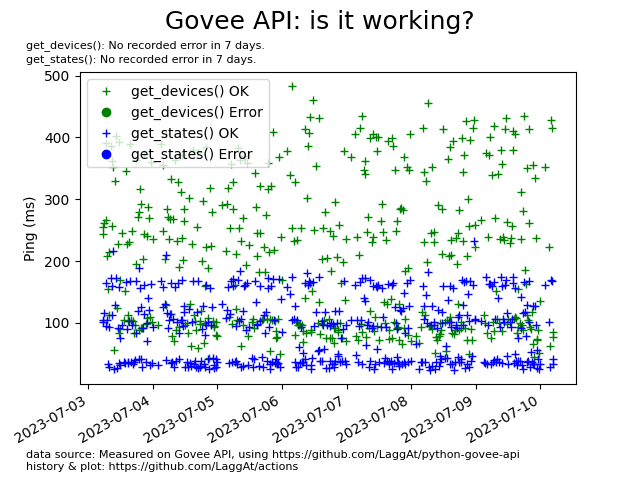 Govee API: is it working?
get_devices(): No recorded error in 7 days.
get_states(): No recorded error in 7 days.
get_devices() OK
get_devices() Error
get_states() OK
get_states() Error
Ping (ms)
500
400
300
200
100
2023-07-03
2023-07-04
2023-07-05
2023-07-06
2023-07-07
2023-07-08
2023-07-09
2023-07-10
data source: Measured on Govee API, using https://github.com/LaggAt/python-govee-api
history & plot: https://github.com/LaggAt/actions